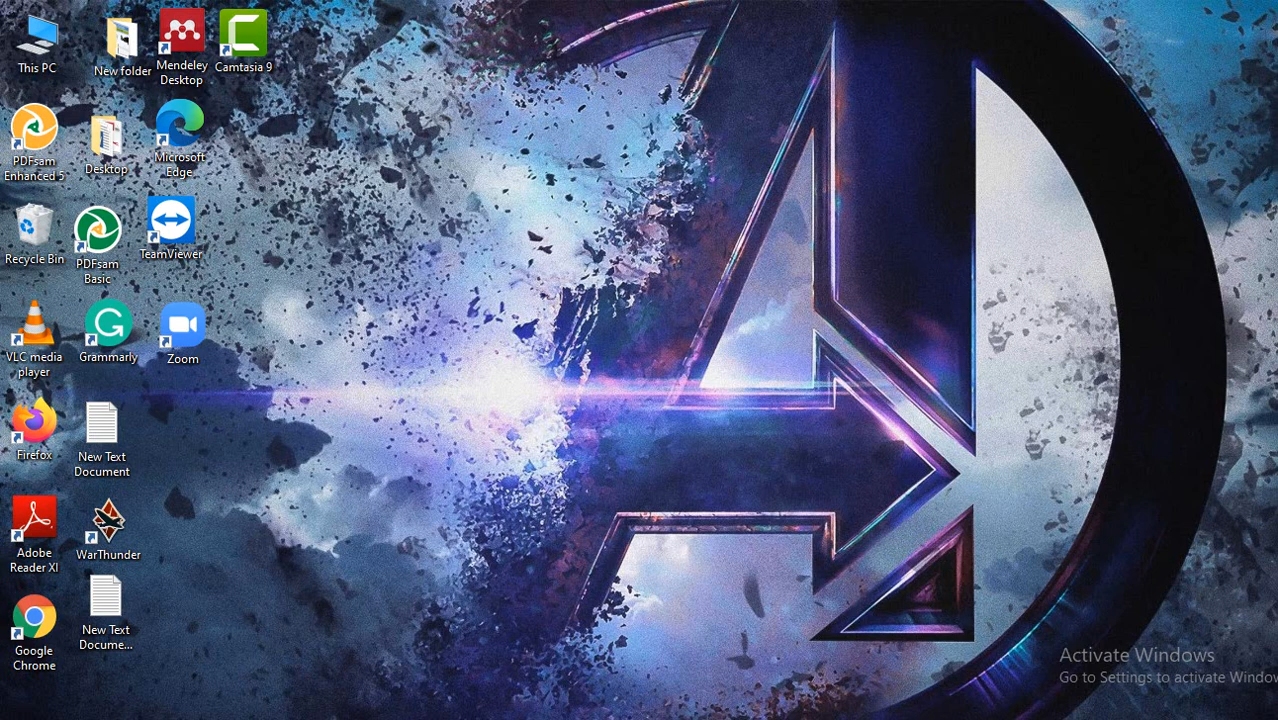 This PC
New folder
Mendeley
Desktop
Camtasia 9
PDFsam
Enhanced 5
Desktop
Microsoft
Edge
Recycle Bin
PDFsam
Basic
TeamViewer
VLC media
player
Grammarly
Zoom
Firefox
New Text
Document
Adobe
Reader XI
WarThunder
Google
Chrome
New Text
Docume...
Activate Windows
Go to Settings to activate Window